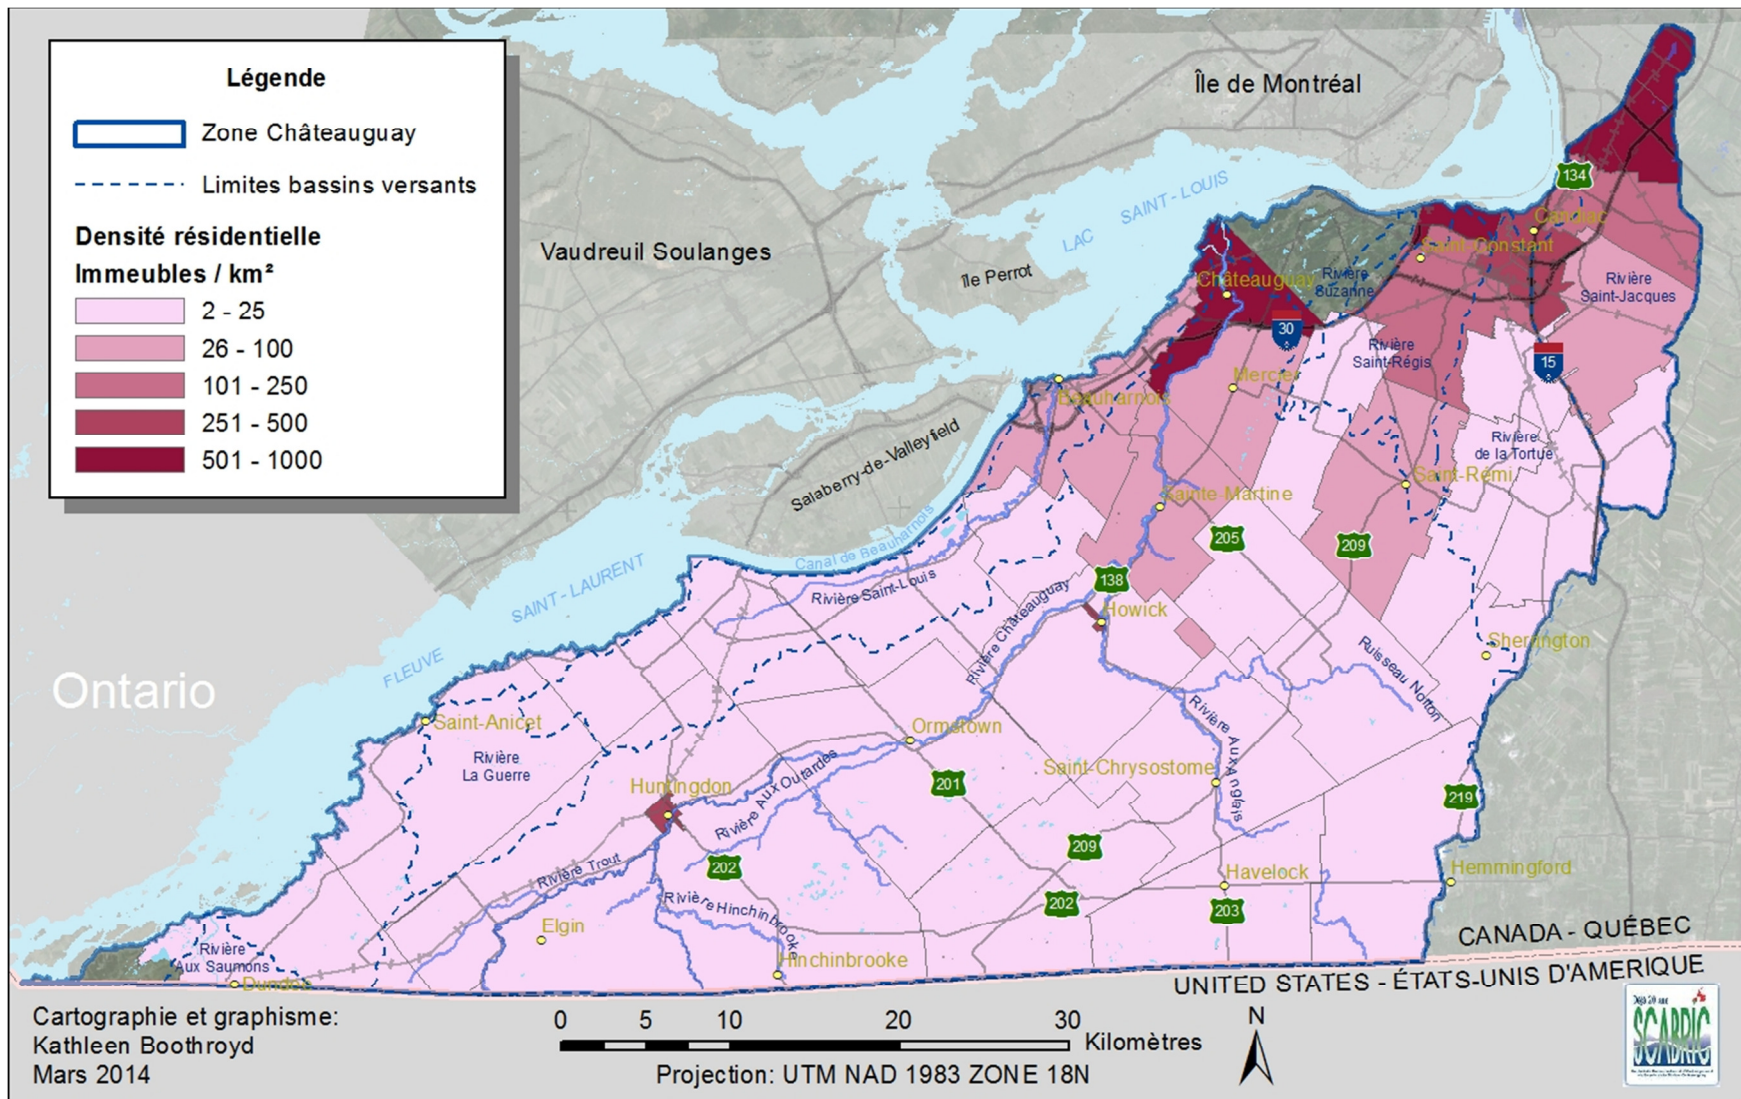 Légende
Zone Châteauguay
Limites bassins versants
Densité résidentielle
Immeubles / km²
2 - 25
26 - 100
101 - 250
251 - 500
501 - 1000
Île de Montréal
Vaudreuil Soulanges
île Perrot
LAC SAINT-LOUIS
134
Candiac
Saint-Constant
Châteauguay
Rivière
Suzanne
Rivière
Saint-Jacques
30
Rivière
Saint-Régis
15
Mercier
Beauharnois
Salaberry-de-Valleyfield
Rivière
de la Tortue
Saint-Rémi
Sainte-Martine
Canal de Beauharnois
205
209
FLEUVE SAINT-LAURENT
Rivière Saint-Louis
138
Howick
Rivière Châteauguay
Sherrington
Ruisseau Norton
Ontario
Saint-Anicet
Rivière
La Guerre
Ormstown
Rivière Aux Anglais
Saint-Chrysostome
Huntingdon
Rivière Aux Outardes
201
219
209
202
Rivière Trout
Havelock
Hemmingford
202
203
Rivière Hinchinbrooke
Elgin
Rivière
Aux Saumons
Hinchinbrooke
Dundee
CANADA - QUÉBEC
UNITED STATES - ÉTATS-UNIS D'AMERIQUE
Cartographie et graphisme:
Kathleen Boothroyd
Mars 2014
0 5 10 20 30
Kilomètres
Projection: UTM NAD 1983 ZONE 18N
N
Déjà 20 ans
SCABRIC